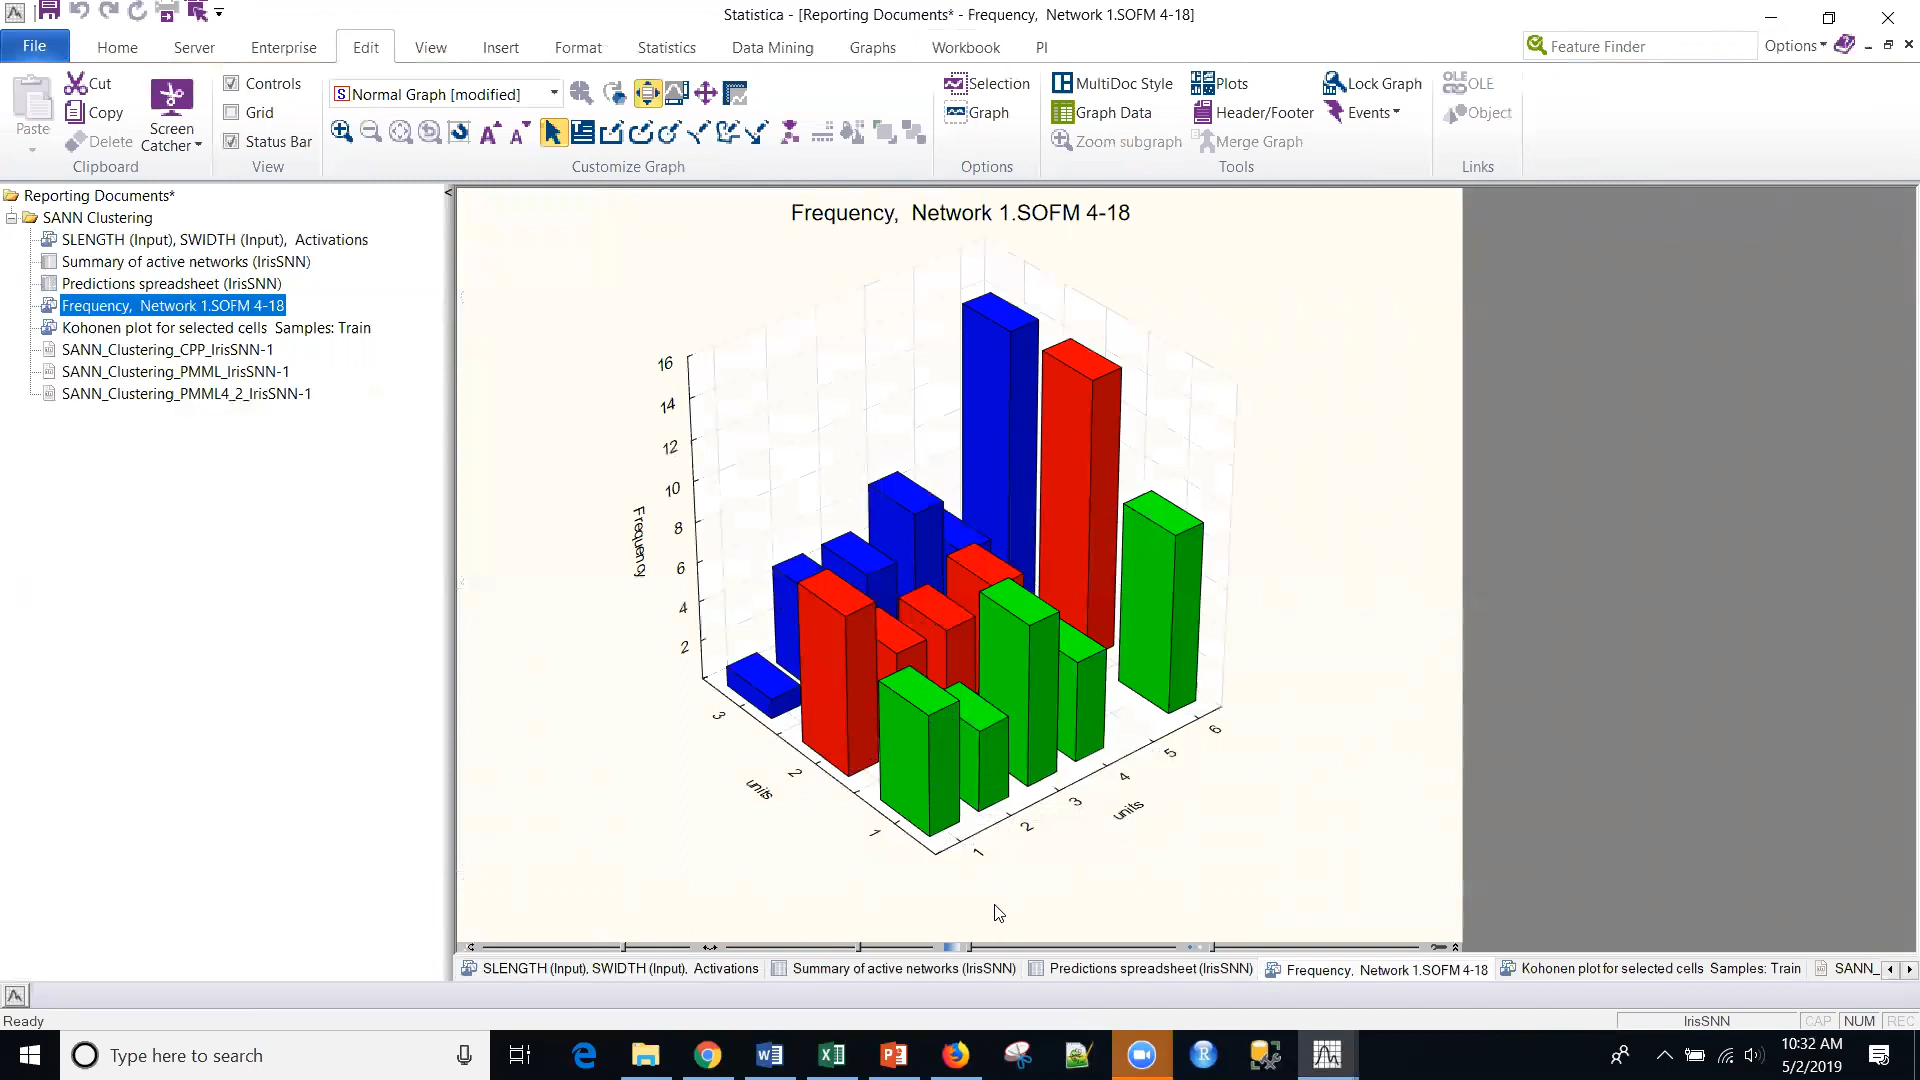 Statistica - [Reporting Documents* - Frequency,  Network 1.SOFM 4-18]
File Home Server Enterprise Edit View Insert Format Statistics Data Mining Graphs Workbook PI
Feature Finder Options
Paste
Cut
Copy
Delete
Screen Catcher
Clipboard
Controls
Grid
Status Bar
View
Normal Graph [modified]
Customize Graph
Selection
Graph
Options
MultiDoc Style
Graph Data
Zoom subgraph
Plots
Header/Footer
Merge Graph
Lock Graph
Events
Tools
OLE
Object
Links
Reporting Documents*
SANN Clustering
SLENGTH (Input), SWIDTH (Input),  Activations
Summary of active networks (IrisSNN)
Predictions spreadsheet (IrisSNN)
Frequency,  Network 1.SOFM 4-18
Kohonen plot for selected cells  Samples: Train
SANN_Clustering_CPP_IrisSNN-1
SANN_Clustering_PMML_IrisSNN-1
SANN_Clustering_PMML4_2_IrisSNN-1
Frequency,  Network 1.SOFM 4-18
16
14
12
10
8
6
4
2
Frequency
3
2
1
units
1
2
3
4
5
6
units
SLENGTH (Input), SWIDTH (Input),  Activations Summary of active networks (IrisSNN) Predictions spreadsheet (IrisSNN) Frequency,  Network 1.SOFM 4-18 Kohonen plot for selected cells  Samples: Train SANN_
Ready IrisSNN CAP NUM REC
Type here to search
10:32 AM
5/2/2019